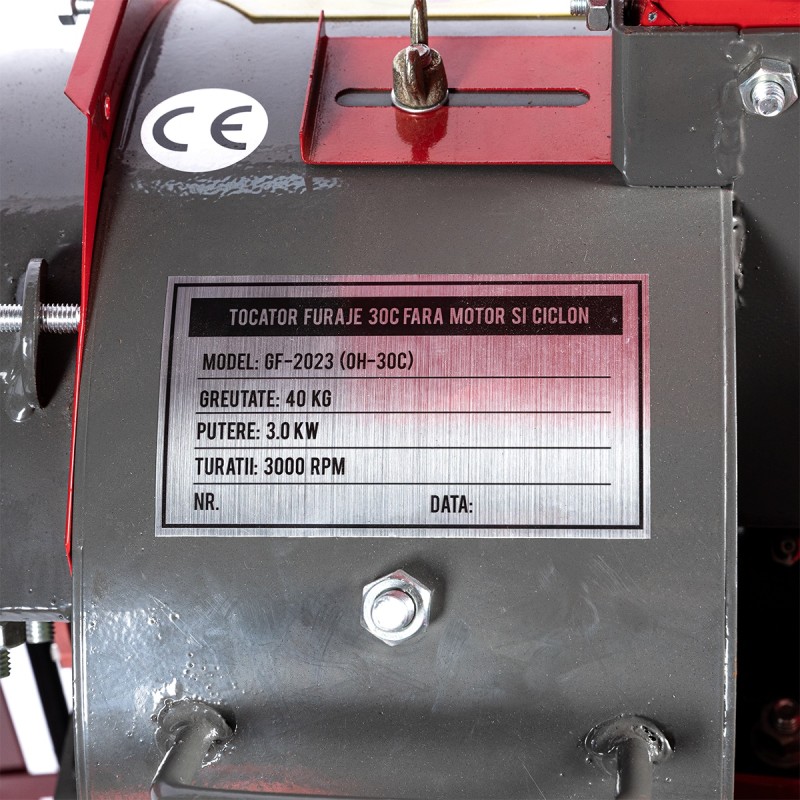 CE
TOCATOR FURAJE 30C FARA MOTOR SI CICLON
MODEL: GF-2023 (OH-30C)
GREUTATE: 40 KG
PUTERE: 3.0 KW
TURATII: 3000 RPM
NR. DATA: